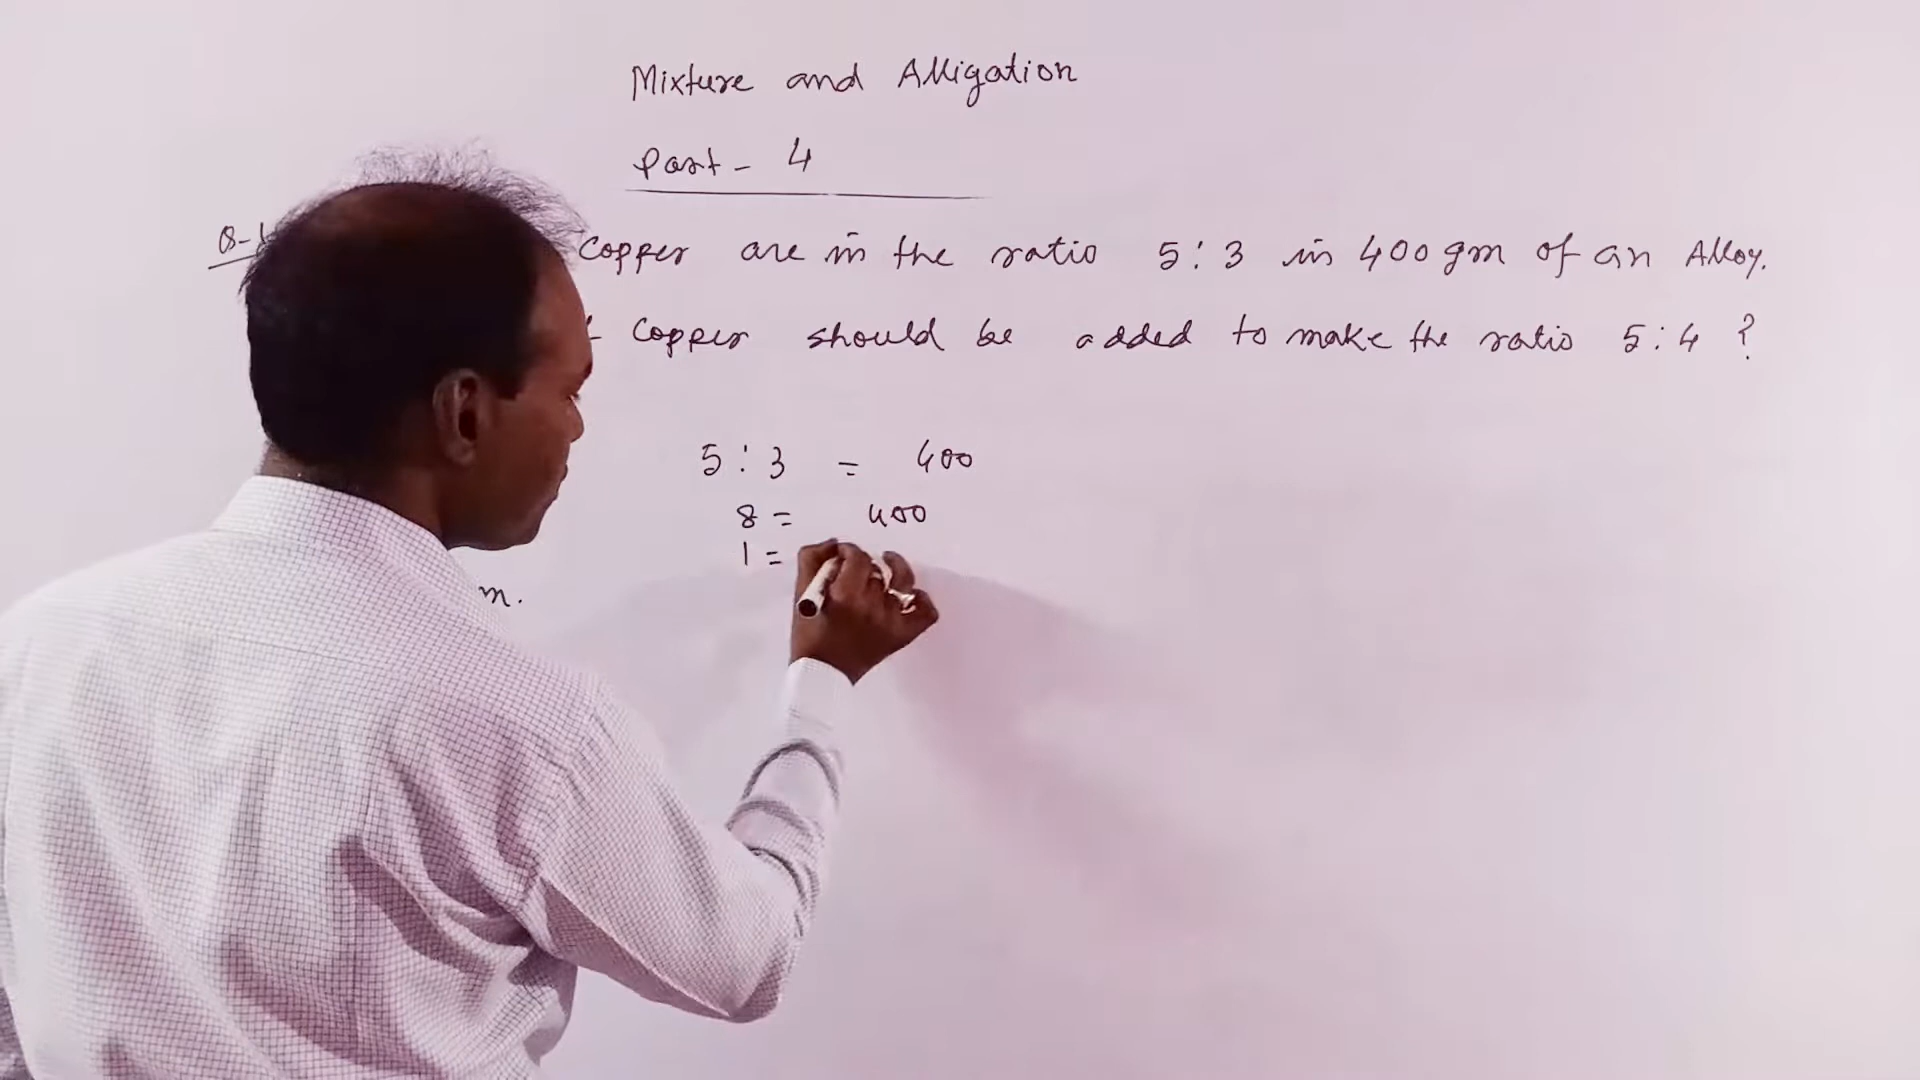 Mixture and Alligation
Part - 4
Q-1 Copper are in the ratio 5:3 in 400 gm of an Alloy.
Copper should be added to make the ratio 5:4 ?
5:3 = 400
8 = 400
1 =
m.